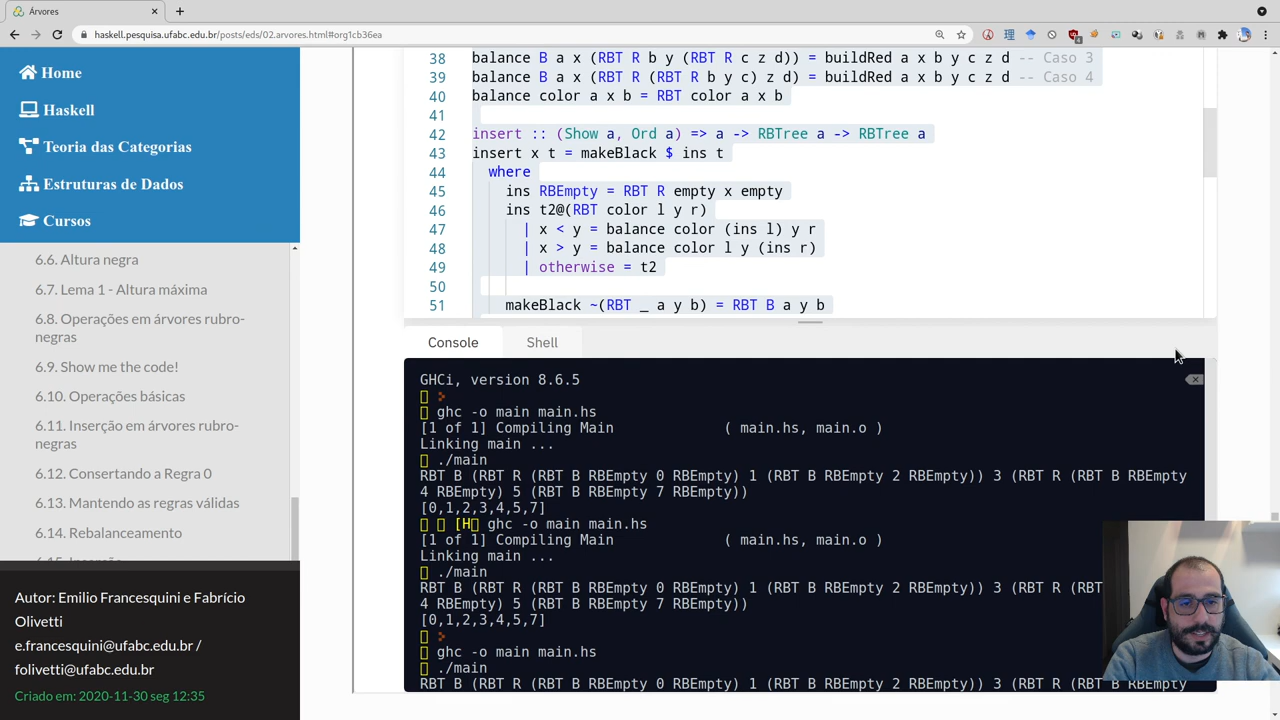 Árvores
haskell.pesquisa.ufabc.edu.br/posts/eds/02.arvores.html#org1cb36ea
Home
Haskell
Teoria das Categorias
Estruturas de Dados
Cursos
6.6. Altura negra
6.7. Lema 1 - Altura máxima
6.8. Operações em árvores rubro-
negras
6.9. Show me the code!
6.10. Operações básicas
6.11. Inserção em árvores rubro-
negras
6.12. Consertando a Regra 0
6.13. Mantendo as regras válidas
6.14. Rebalanceamento
Autor: Emilio Francesquini e Fabrício
Olivetti
e.francesquini@ufabc.edu.br /
folivetti@ufabc.edu.br
Criado em: 2020-11-30 seg 12:35
38 balance B a x (RBT R b y (RBT R c z d)) = buildRed a x b y c z d -- Caso 3
39 balance B a x (RBT R (RBT R b y c) z d) = buildRed a x b y c z d -- Caso 4
40 balance color a x b = RBT color a x b
41
42 insert :: (Show a, Ord a) => a -> RBTree a -> RBTree a
43 insert x t = makeBlack $ ins t
44 where
45 ins RBEmpty = RBT R empty x empty
46 ins t2@(RBT color l y r)
47 | x < y = balance color (ins l) y r
48 | x > y = balance color l y (ins r)
49 | otherwise = t2
50
51 makeBlack ~(RBT _ a y b) = RBT B a y b
Console Shell
GHCi, version 8.6.5
ghc -o main main.hs
[1 of 1] Compiling Main ( main.hs, main.o )
Linking main ...
./main
RBT B (RBT R (RBT B RBEmpty 0 RBEmpty) 1 (RBT B RBEmpty 2 RBEmpty)) 3 (RBT R (RBT B RBEmpty
4 RBEmpty) 5 (RBT B RBEmpty 7 RBEmpty))
[0,1,2,3,4,5,7]
[H ghc -o main main.hs
[1 of 1] Compiling Main ( main.hs, main.o )
Linking main ...
./main
RBT B (RBT R (RBT B RBEmpty 0 RBEmpty) 1 (RBT B RBEmpty 2 RBEmpty)) 3 (RBT R (RBT
4 RBEmpty) 5 (RBT B RBEmpty 7 RBEmpty))
[0,1,2,3,4,5,7]
ghc -o main main.hs
./main
RBT B (RBT R (RBT B RBEmpty 0 RBEmpty) 1 (RBT B RBEmpty 2 RBEmpty)) 3 (RBT R (RBT B RBEmpty